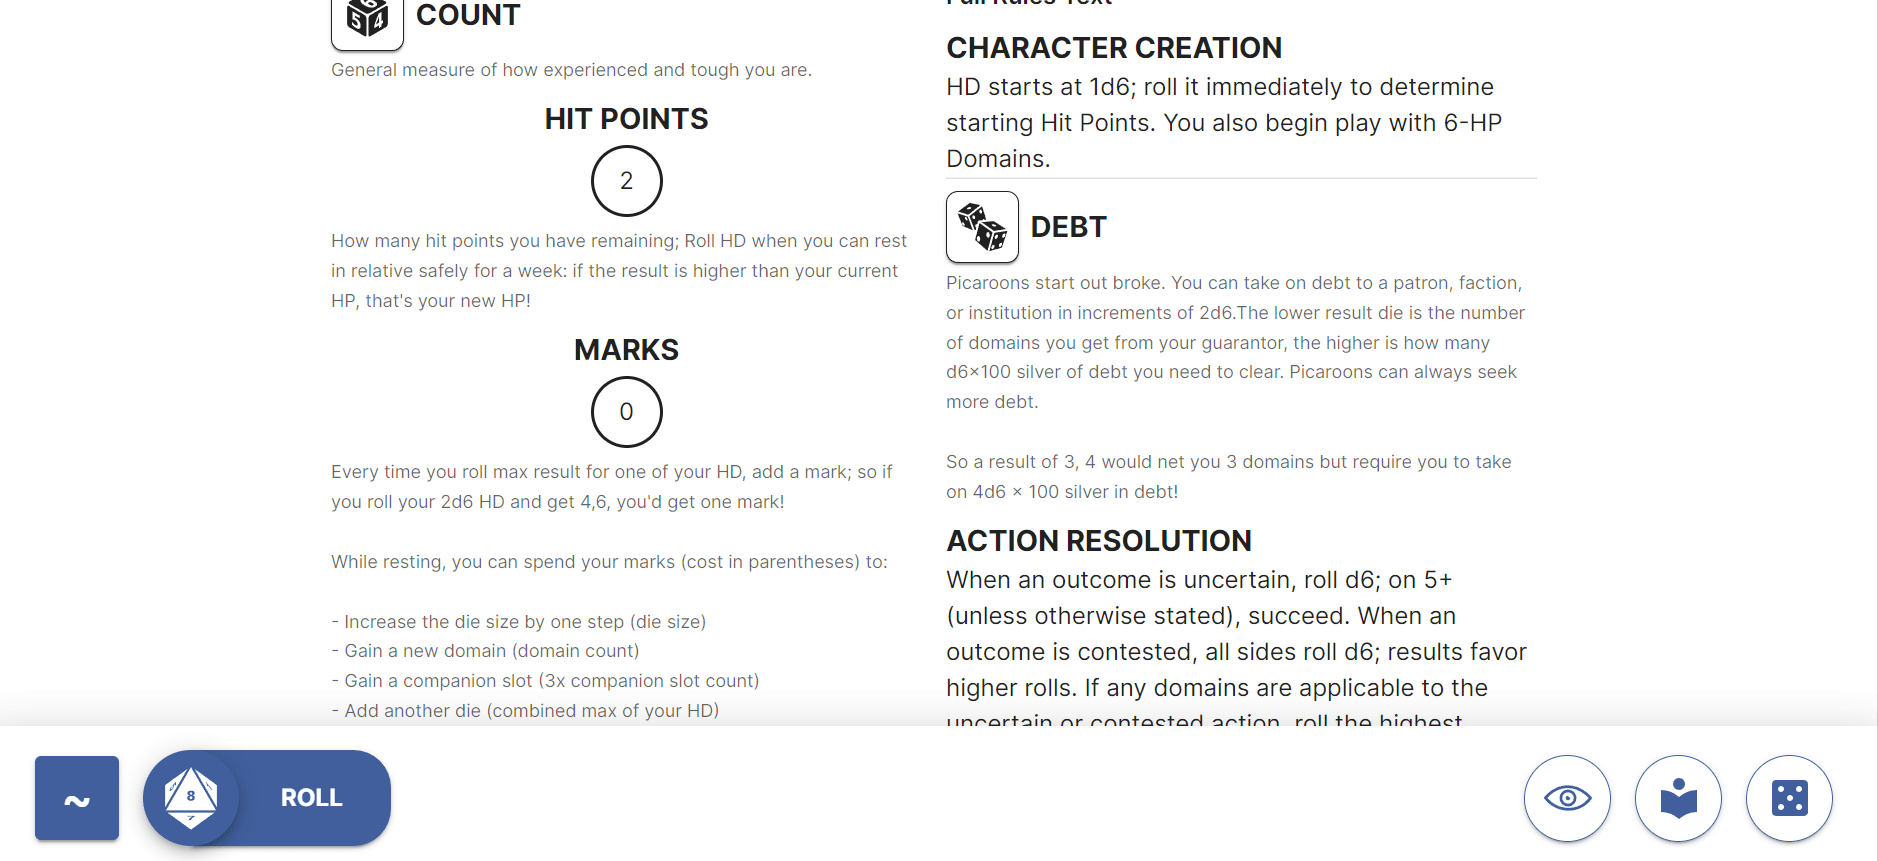 COUNT
General measure of how experienced and tough you are.
HIT POINTS
2
How many hit points you have remaining; Roll HD when you can rest
in relative safely for a week: if the result is higher than your current
HP, that's your new HP!
MARKS
0
Every time you roll max result for one of your HD, add a mark; so if
you roll your 2d6 HD and get 4,6, you'd get one mark!
While resting, you can spend your marks (cost in parentheses) to:
- Increase the die size by one step (die size)
- Gain a new domain (domain count)
- Gain a companion slot (3x companion slot count)
- Add another die (combined max of your HD)
Full Rules Text
CHARACTER CREATION
HD starts at 1d6; roll it immediately to determine
starting Hit Points. You also begin play with 6-HP
Domains.
DEBT
Picaroons start out broke. You can take on debt to a patron, faction,
or institution in increments of 2d6.The lower result die is the number
of domains you get from your guarantor, the higher is how many
d6×100 silver of debt you need to clear. Picaroons can always seek
more debt.
So a result of 3, 4 would net you 3 domains but require you to take
on 4d6 × 100 silver in debt!
ACTION RESOLUTION
When an outcome is uncertain, roll d6; on 5+
(unless otherwise stated), succeed. When an
outcome is contested, all sides roll d6; results favor
higher rolls. If any domains are applicable to the
uncertain or contested action, roll the highest
~
8
7
ROLL